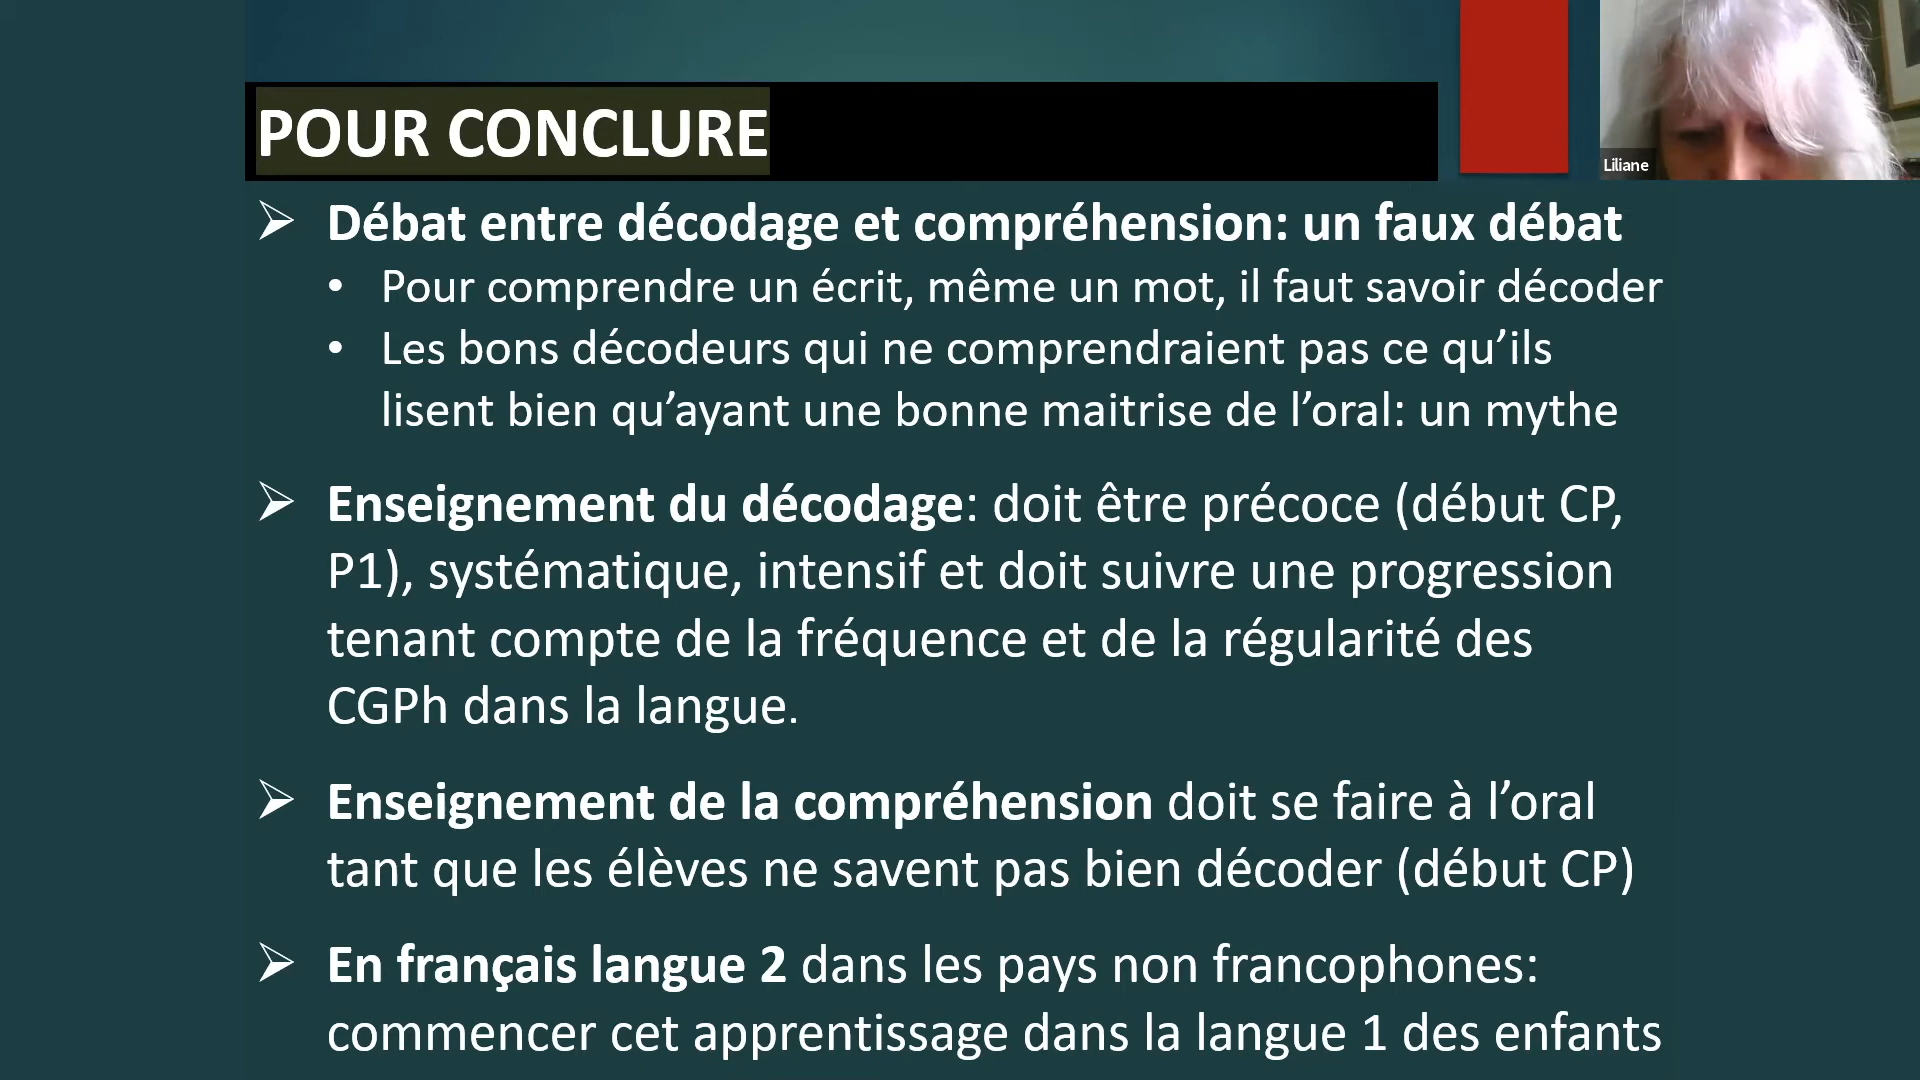 POUR CONCLURE
Liliane
➢ Débat entre décodage et compréhension: un faux débat
• Pour comprendre un écrit, même un mot, il faut savoir décoder
• Les bons décodeurs qui ne comprendraient pas ce qu’ils
lisent bien qu’ayant une bonne maitrise de l’oral: un mythe
➢ Enseignement du décodage: doit être précoce (début CP,
P1), systématique, intensif et doit suivre une progression
tenant compte de la fréquence et de la régularité des
CGPh dans la langue.
➢ Enseignement de la compréhension doit se faire à l’oral
tant que les élèves ne savent pas bien décoder (début CP)
➢ En français langue 2 dans les pays non francophones:
commencer cet apprentissage dans la langue 1 des enfants